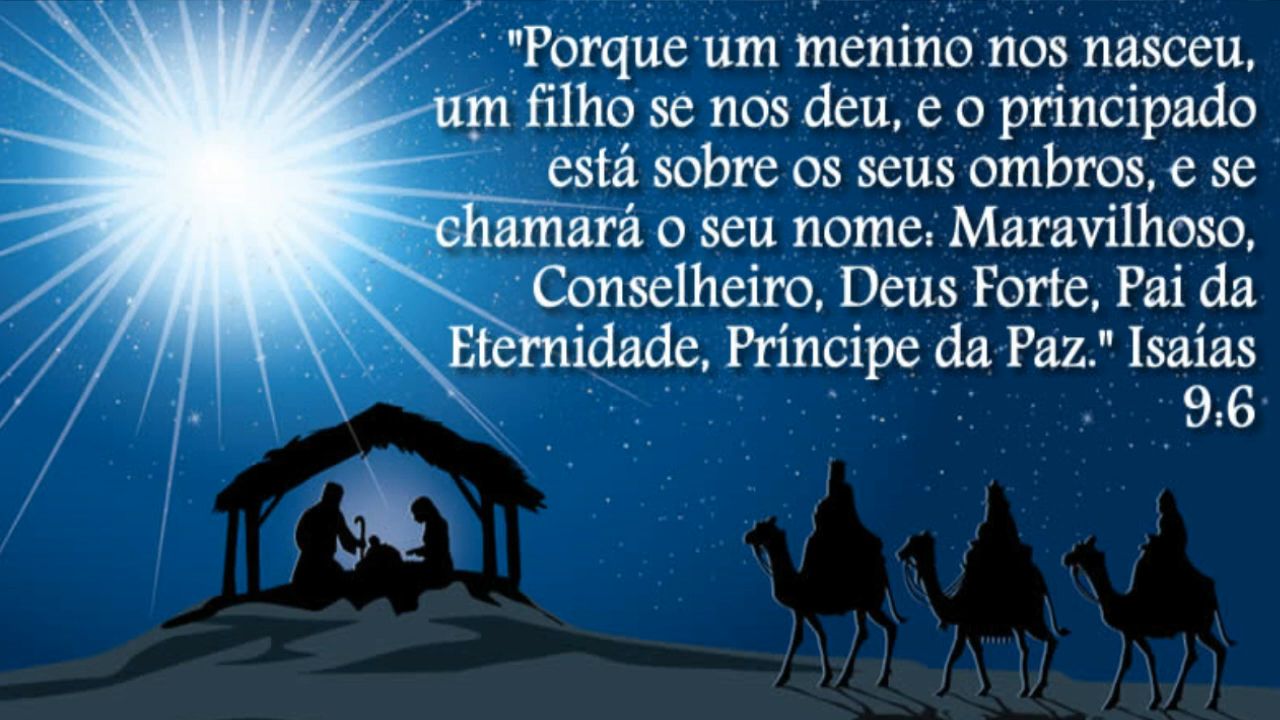 "Porque um menino nos nasceu,
um filho se nos deu, e o principado
está sobre os seus ombros, e se
chamará o seu nome: Maravilhoso,
Conselheiro, Deus Forte, Pai da
Eternidade, Príncipe da Paz." Isaías
9:6